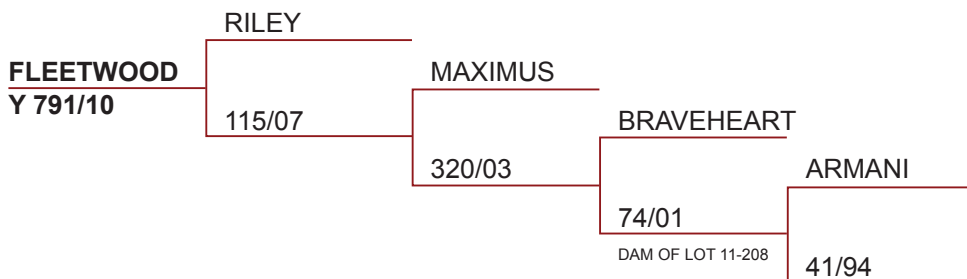 RILEY
FLEETWOOD
Y 791/10
MAXIMUS
115/07
BRAVEHEART
320/03
ARMANI
74/01
DAM OF LOT 11-208
41/94